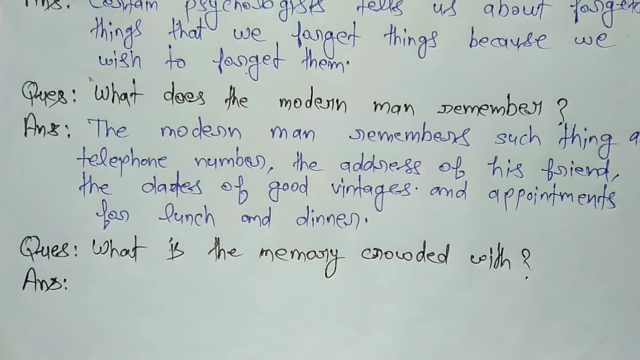 Ans: Certain psychologists tells us about forget
things that we forget things because we
wish to forget them.
Ques: What does the modern man remember?
Ans: The modern man remembers such thing a
telephone number, the address of his friend,
the dates of good vintages. and appointments
for lunch and dinner.
Ques: What is the memory crowded with?
Ans: